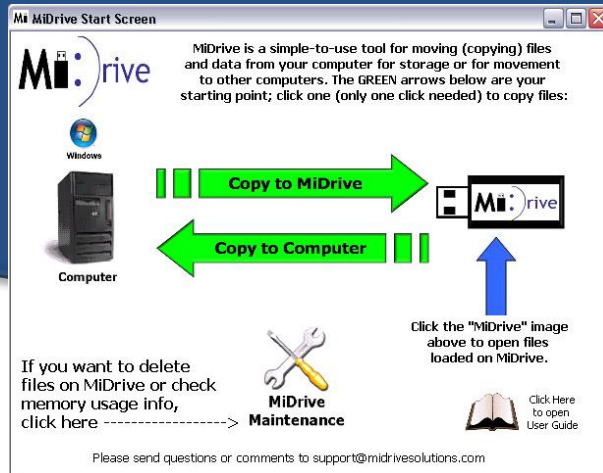 Mi MiDrive Start Screen
Mi:)rive
MiDrive is a simple-to-use tool for moving (copying) files
and data from your computer for storage or for movement
to other computers. The GREEN arrows below are your
starting point; click one (only one click needed) to copy files:
Windows
Copy to MiDrive
Mi:)rive
Copy to Computer
Computer
Click the "MiDrive" image
above to open files
loaded on MiDrive.
If you want to delete
files on MiDrive or check
memory usage info,
click here ------------------>
MiDrive
Maintenance
Click Here
to open
User Guide
Please send questions or comments to support@midrivesolutions.com